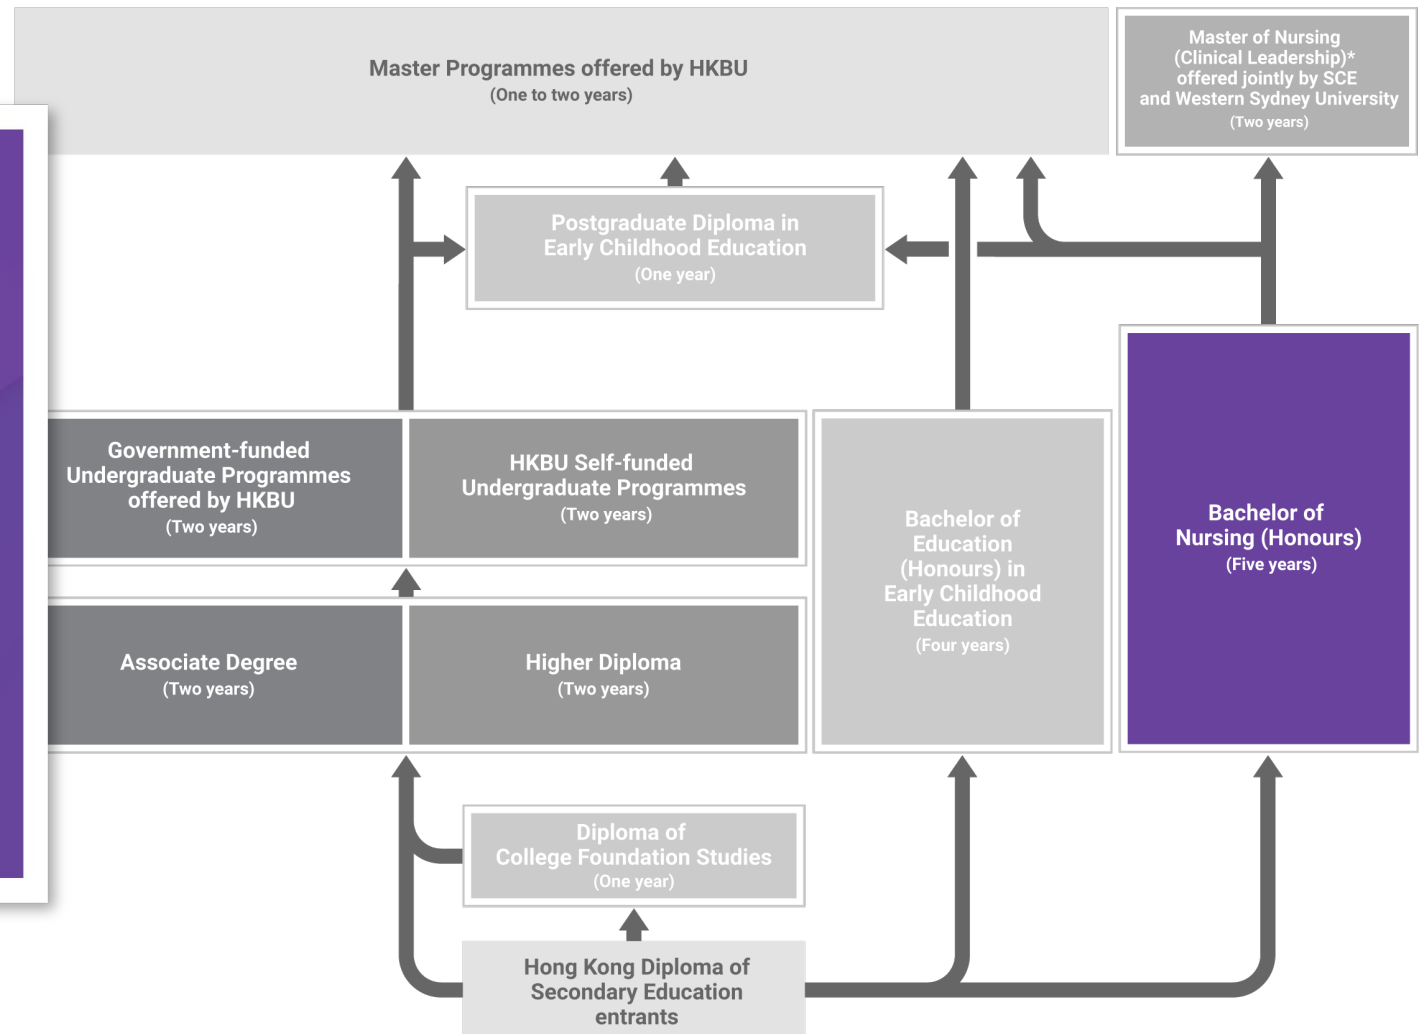 Master Programmes offered by HKBU
(One to two years)
Master of Nursing
(Clinical Leadership)*
offered jointly by SCE
and Western Sydney University
(Two years)
Postgraduate Diploma in
Early Childhood Education
(One year)
Government-funded
Undergraduate Programmes
offered by HKBU
(Two years)
HKBU Self-funded
Undergraduate Programmes
(Two years)
Bachelor of
Education
(Honours) in
Early Childhood
Education
(Four years)
Bachelor of
Nursing (Honours)
(Five years)
Associate Degree
(Two years)
Higher Diploma
(Two years)
Diploma of
College Foundation Studies
(One year)
Hong Kong Diploma of
Secondary Education
entrants